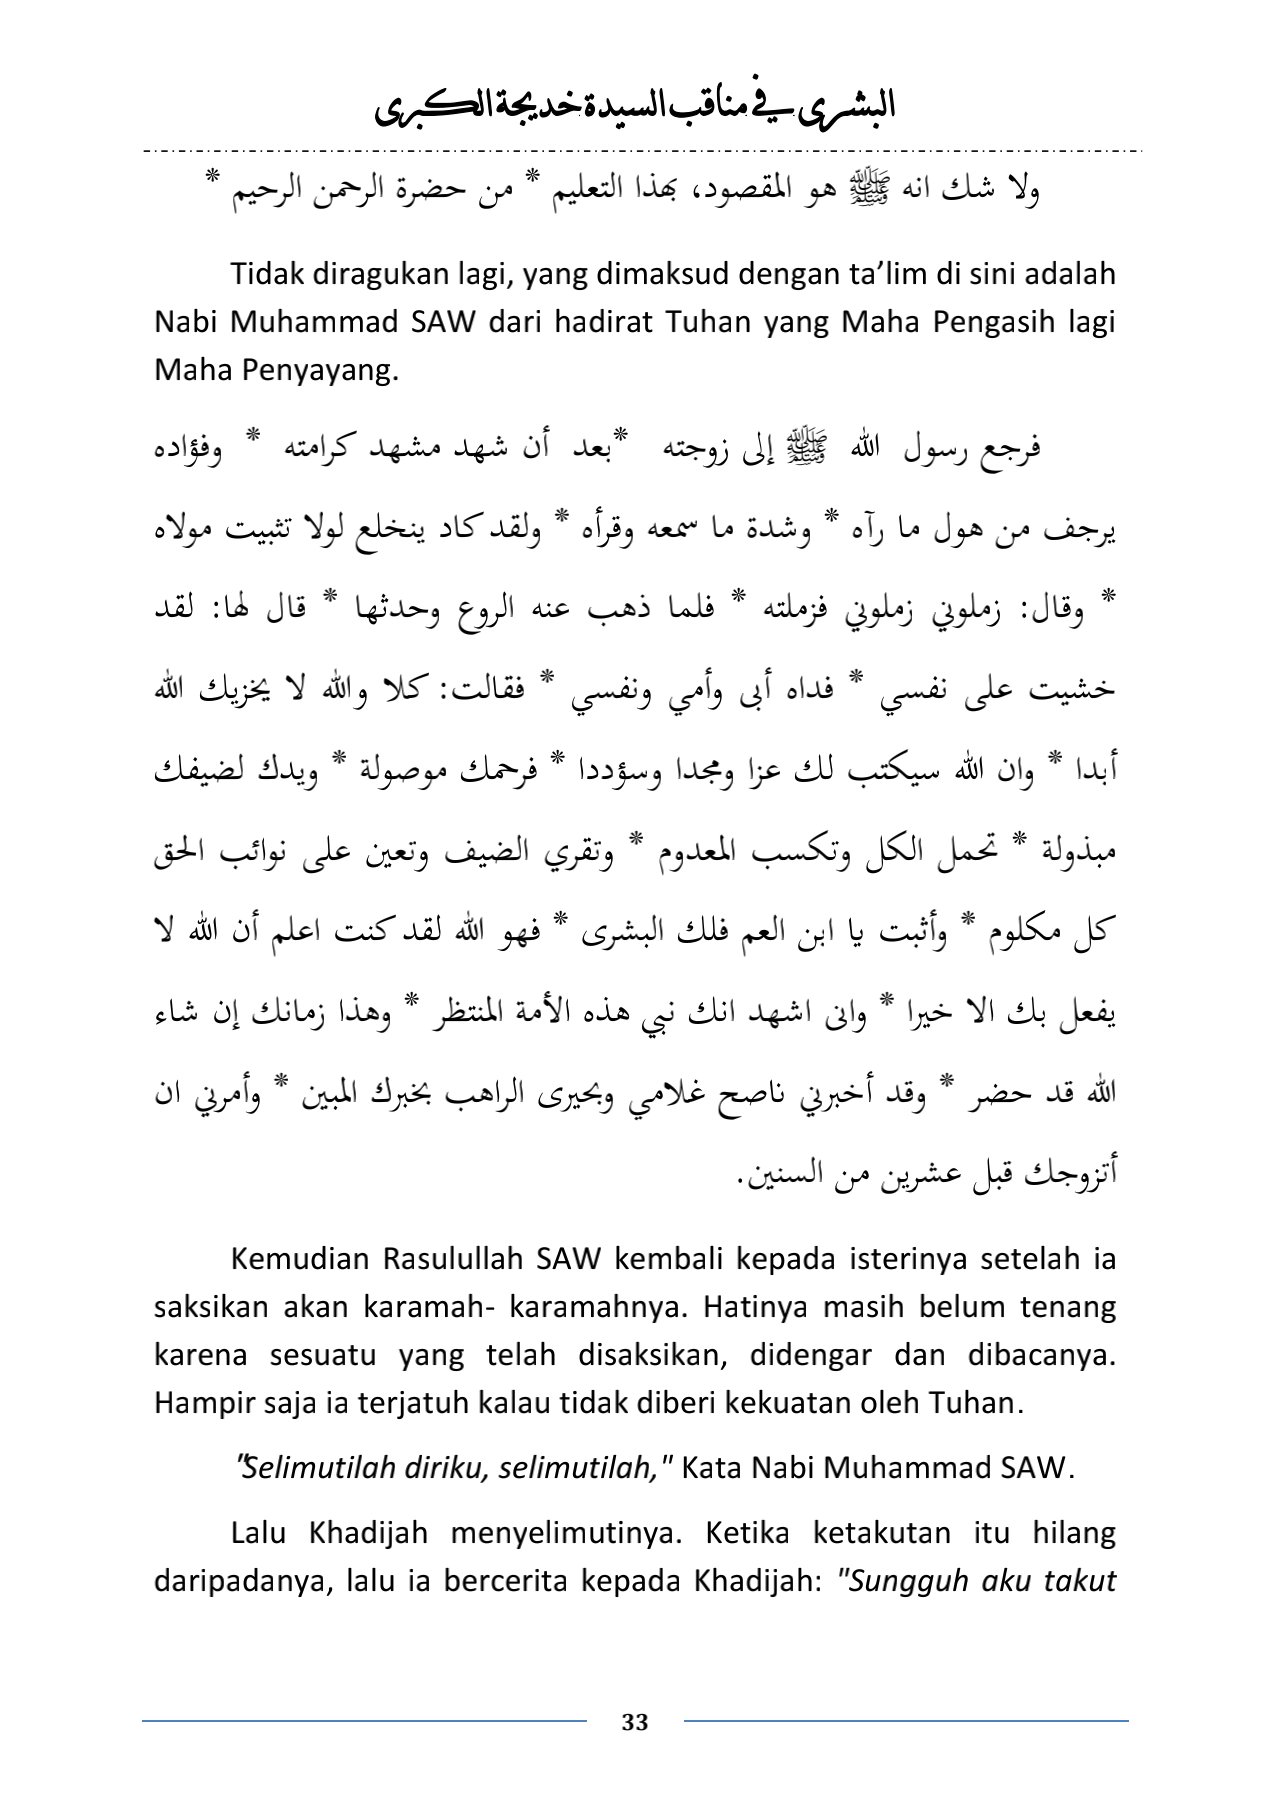 البشرى في مناقب السيدة خديجة الكبرى
ولا شك انه ﷺ هو المقصود، بهذا التعليم * من حضرة الرحمن الرحيم *
Tidak diragukan lagi, yang dimaksud dengan ta’lim di sini adalah
Nabi Muhammad SAW dari hadirat Tuhan yang Maha Pengasih lagi
Maha Penyayang.
فرجع رسول الله ﷺ إلى زوجته *بعد أن شهد مشهد كرامته * وفؤاده
يرجف من هول ما رآه * وشدة ما سمعه وقرأه * ولقد كاد ينخلع لولا تثبيت مولاه
* وقال: زملوني زملوني فزملته * فلما ذهب عنه الروع وحدثها * قال لها: لقد
خشيت على نفسي * فداه أبى وأمي ونفسي * فقالت: كلا والله لا يخزيك الله
أبدا * وان الله سيكتب لك عزا ومجدا وسؤددا * فرحمك موصولة * ويدك لضيفك
مبذولة * تحمل الكل وتكسب المعدوم * وتقري الضيف وتعين على نوائب الحق
كل مكلوم * وأثبت يا ابن العم فلك البشرى * فهو الله لقد كنت اعلم أن الله لا
يفعل بك الا خيرا * وانى اشهد انك نبي هذه الأمة المنتظر * وهذا زمانك إن شاء
الله قد حضر * وقد أخبرني ناصح غلامي وبحيرى الراهب بخبرك المبين * وأمرني ان
أتزوجك قبل عشرين من السنين.
Kemudian Rasulullah SAW kembali kepada isterinya setelah ia
saksikan akan karamah- karamahnya. Hatinya masih belum tenang
karena sesuatu yang telah disaksikan, didengar dan dibacanya.
Hampir saja ia terjatuh kalau tidak diberi kekuatan oleh Tuhan.
"Selimutilah diriku, selimutilah," Kata Nabi Muhammad SAW.
Lalu Khadijah menyelimutinya. Ketika ketakutan itu hilang
daripadanya, lalu ia bercerita kepada Khadijah: "Sungguh aku takut
33